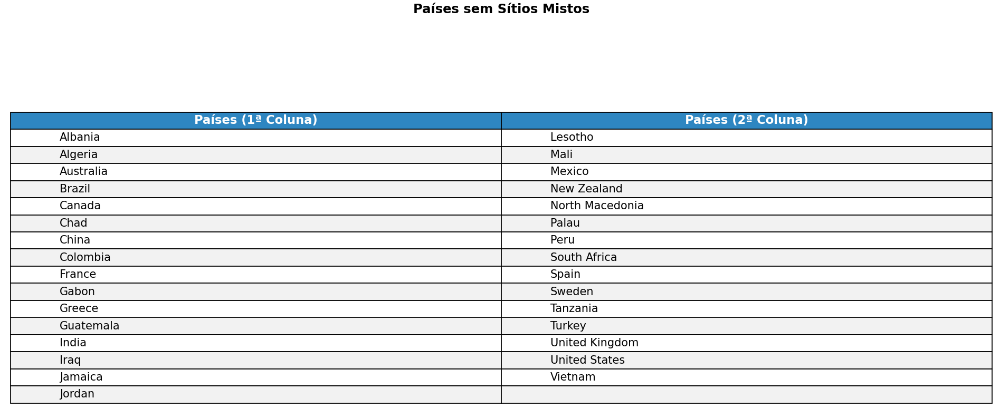 Países sem Sítios Mistos
Países (1ª Coluna) Países (2ª Coluna)
Albania Lesotho
Algeria Mali
Australia Mexico
Brazil New Zealand
Canada North Macedonia
Chad Palau
China Peru
Colombia South Africa
France Spain
Gabon Sweden
Greece Tanzania
Guatemala Turkey
India United Kingdom
Iraq United States
Jamaica Vietnam
Jordan